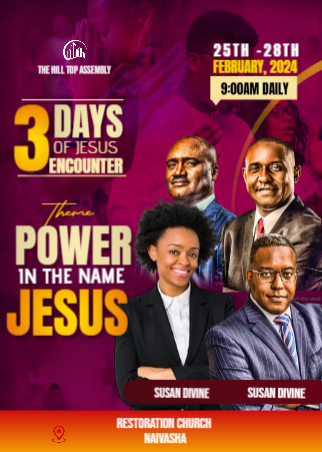 THE HILL TOP ASSEMBLY
25TH -28TH
FEBRUARY, 2024
9:00AM DAILY
3 DAYS
OF JESUS
ENCOUNTER
Theme
POWER
IN THE NAME
JESUS
SUSAN DIVINE
SUSAN DIVINE
RESTORATION CHURCH
NAIVASHA